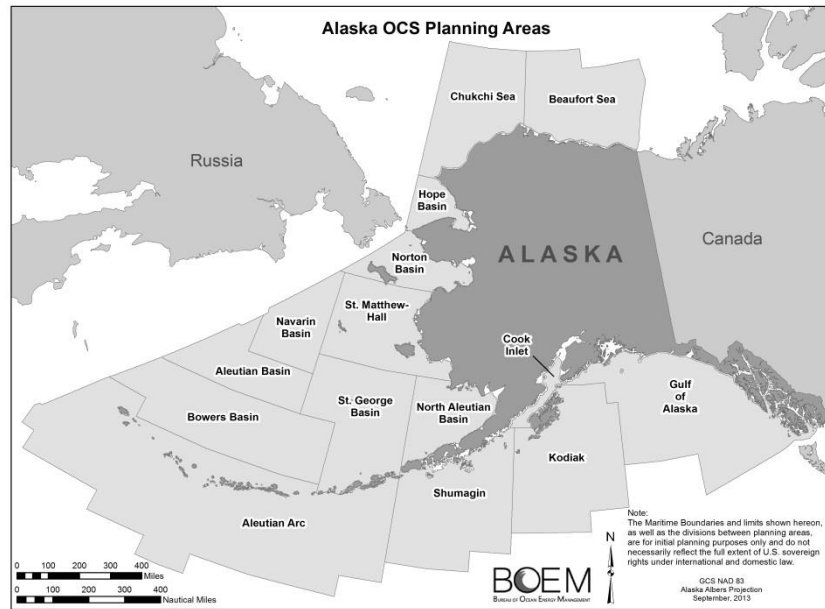 Alaska OCS Planning Areas
Chukchi Sea
Beaufort Sea
Russia
Hope
Basin
Norton
Basin
ALASKA
Canada
St. Matthew-
Hall
Navarin
Basin
Cook
Inlet
Aleutian Basin
St. George
Basin
North Aleutian
Basin
Gulf
of
Alaska
Bowers Basin
Kodiak
Shumagin
Aleutian Arc
Note:
The Maritime Boundaries and limits shown hereon,
as well as the divisions between planning areas,
are for initial planning purposes only and do not
necessarily reflect the full extent of U.S. sovereign
rights under international and domestic law.
N
BOEM
BUREAU OF OCEAN ENERGY MANAGEMENT
GCS NAD 83
Alaska Albers Projection
September, 2013
0 100 200 300 400
Miles
0 100 200 300 400
Nautical Miles